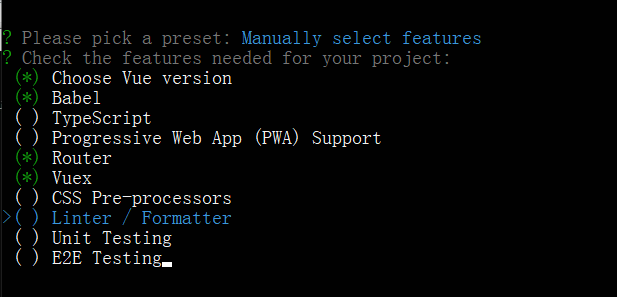 ? Please pick a preset: Manually select features
? Check the features needed for your project:
(*) Choose Vue version
(*) Babel
( ) TypeScript
( ) Progressive Web App (PWA) Support
(*) Router
(*) Vuex
( ) CSS Pre-processors
>( ) Linter / Formatter
( ) Unit Testing
( ) E2E Testing